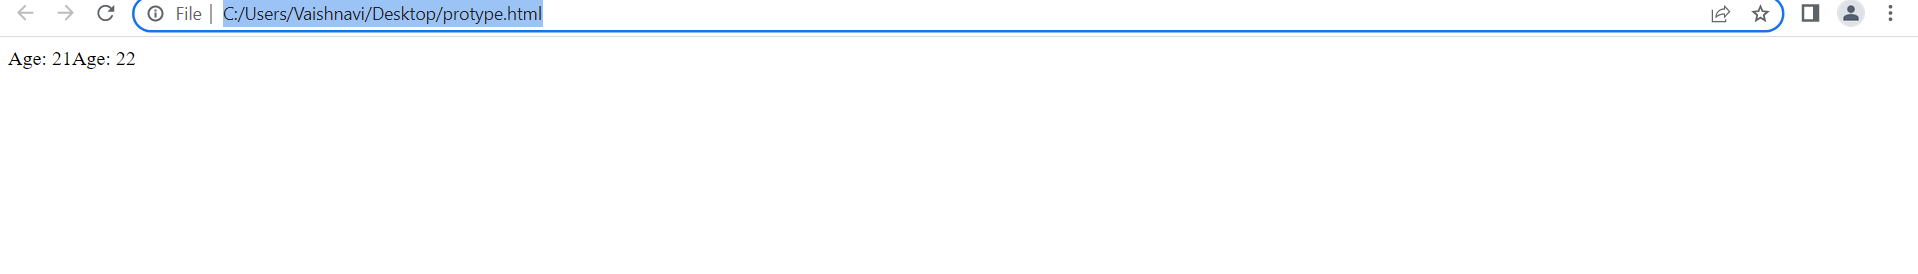 File | C:/Users/Vaishnavi/Desktop/protype.html
Age: 21Age: 22